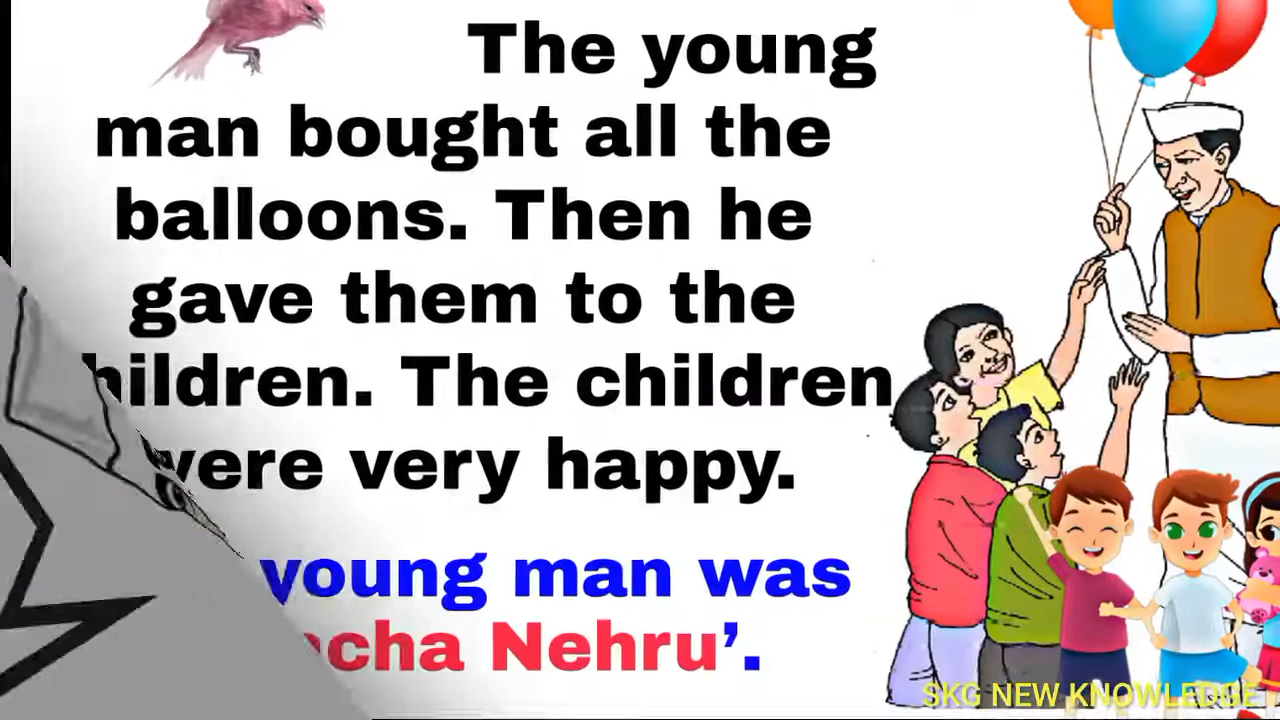 The young
man bought all the
balloons. Then he
gave them to the
hildren. The children
were very happy.
young man was
cha Nehru’.
SKG NEW KNOWLEDGE